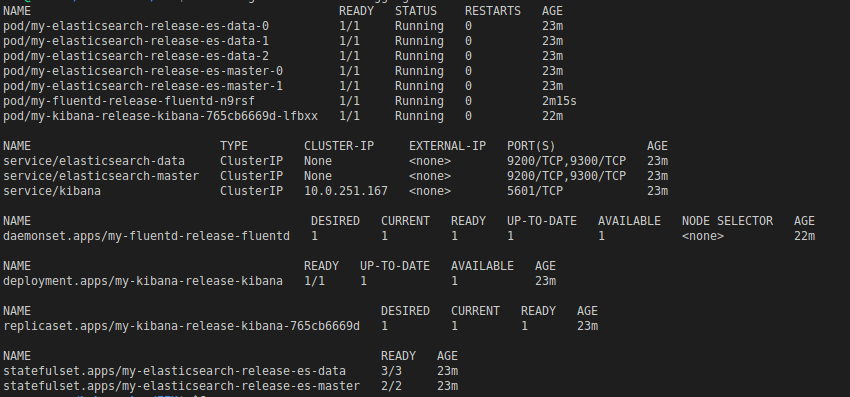 NAME READY STATUS RESTARTS AGE
pod/my-elasticsearch-release-es-data-0 1/1 Running 0 23m
pod/my-elasticsearch-release-es-data-1 1/1 Running 0 23m
pod/my-elasticsearch-release-es-data-2 1/1 Running 0 23m
pod/my-elasticsearch-release-es-master-0 1/1 Running 0 23m
pod/my-elasticsearch-release-es-master-1 1/1 Running 0 23m
pod/my-fluentd-release-fluentd-n9rsf 1/1 Running 0 2m15s
pod/my-kibana-release-kibana-765cb6669d-lfbxx 1/1 Running 0 22m
NAME TYPE CLUSTER-IP EXTERNAL-IP PORT(S) AGE
service/elasticsearch-data ClusterIP None <none> 9200/TCP,9300/TCP 23m
service/elasticsearch-master ClusterIP None <none> 9200/TCP,9300/TCP 23m
service/kibana ClusterIP 10.0.251.167 <none> 5601/TCP 23m
NAME DESIRED CURRENT READY UP-TO-DATE AVAILABLE NODE SELECTOR AGE
daemonset.apps/my-fluentd-release-fluentd 1 1 1 1 1 <none> 22m
NAME READY UP-TO-DATE AVAILABLE AGE
deployment.apps/my-kibana-release-kibana 1/1 1 1 23m
NAME DESIRED CURRENT READY AGE
replicaset.apps/my-kibana-release-kibana-765cb6669d 1 1 1 23m
NAME READY AGE
statefulset.apps/my-elasticsearch-release-es-data 3/3 23m
statefulset.apps/my-elasticsearch-release-es-master 2/2 23m